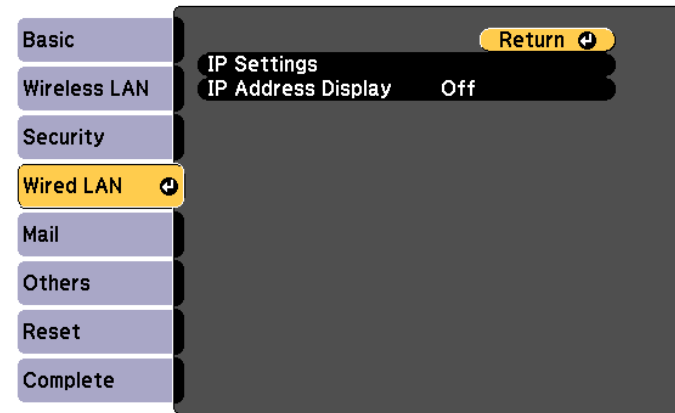 Basic
Wireless LAN
Security
Wired LAN
Mail
Others
Reset
Complete
Return
IP Settings
IP Address Display Off